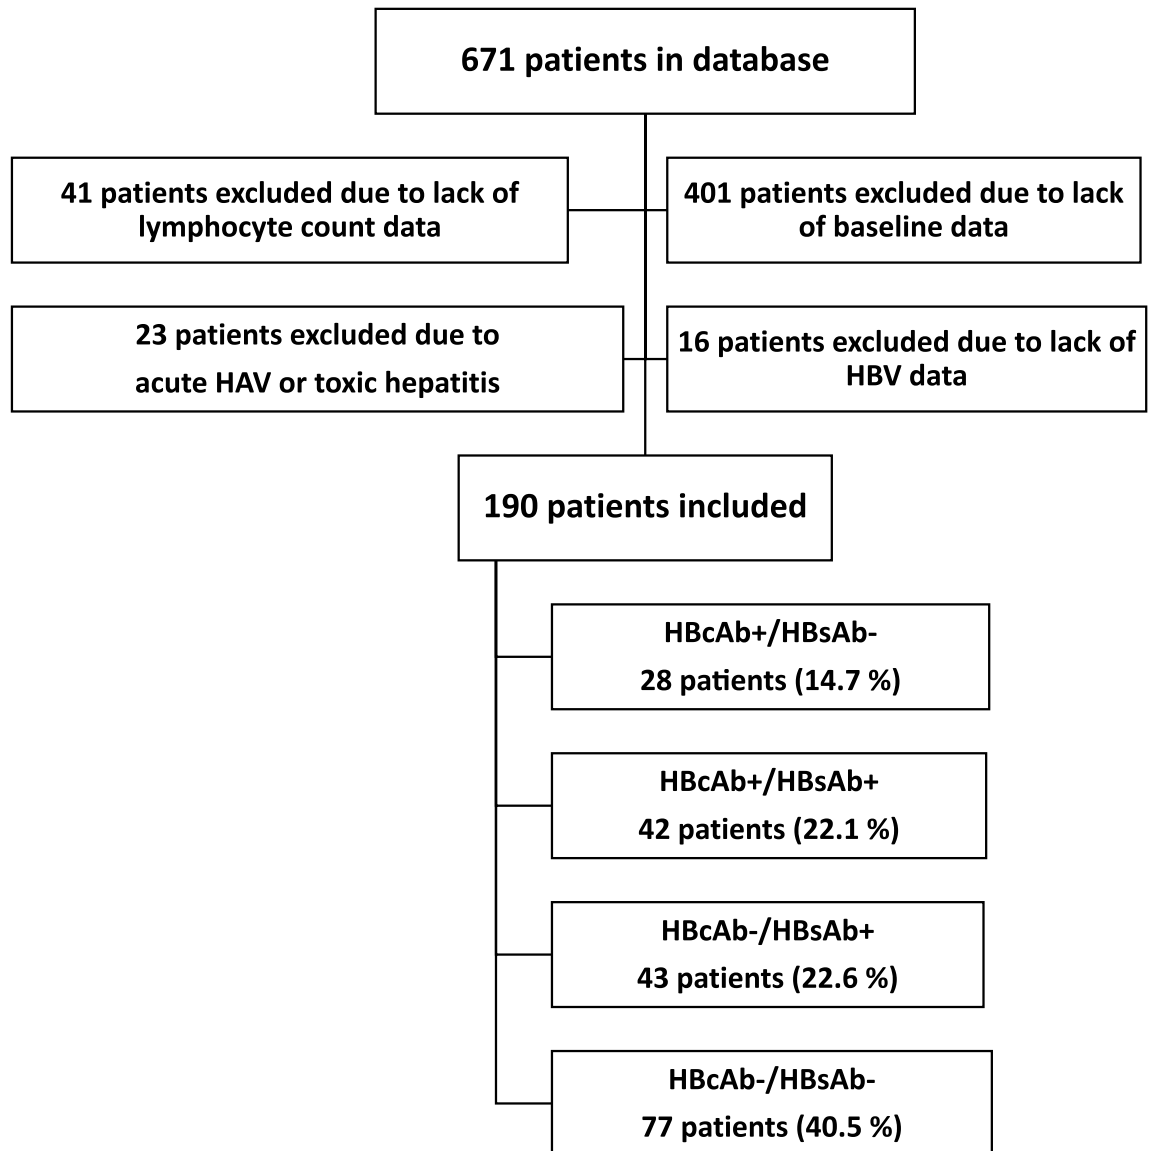 671 patients in database
41 patients excluded due to lack of
lymphocyte count data
401 patients excluded due to lack
of baseline data
23 patients excluded due to
acute HAV or toxic hepatitis
16 patients excluded due to lack of
HBV data
190 patients included
HBcAb+/HBsAb-
28 patients (14.7 %)
HBcAb+/HBsAb+
42 patients (22.1 %)
HBcAb-/HBsAb+
43 patients (22.6 %)
HBcAb-/HBsAb-
77 patients (40.5 %)